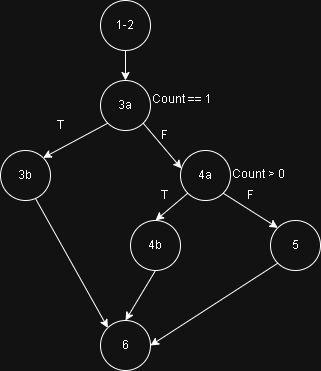 1-2
3a
Count == 1
T
F
3b
4a
Count > 0
T
F
4b
5
6